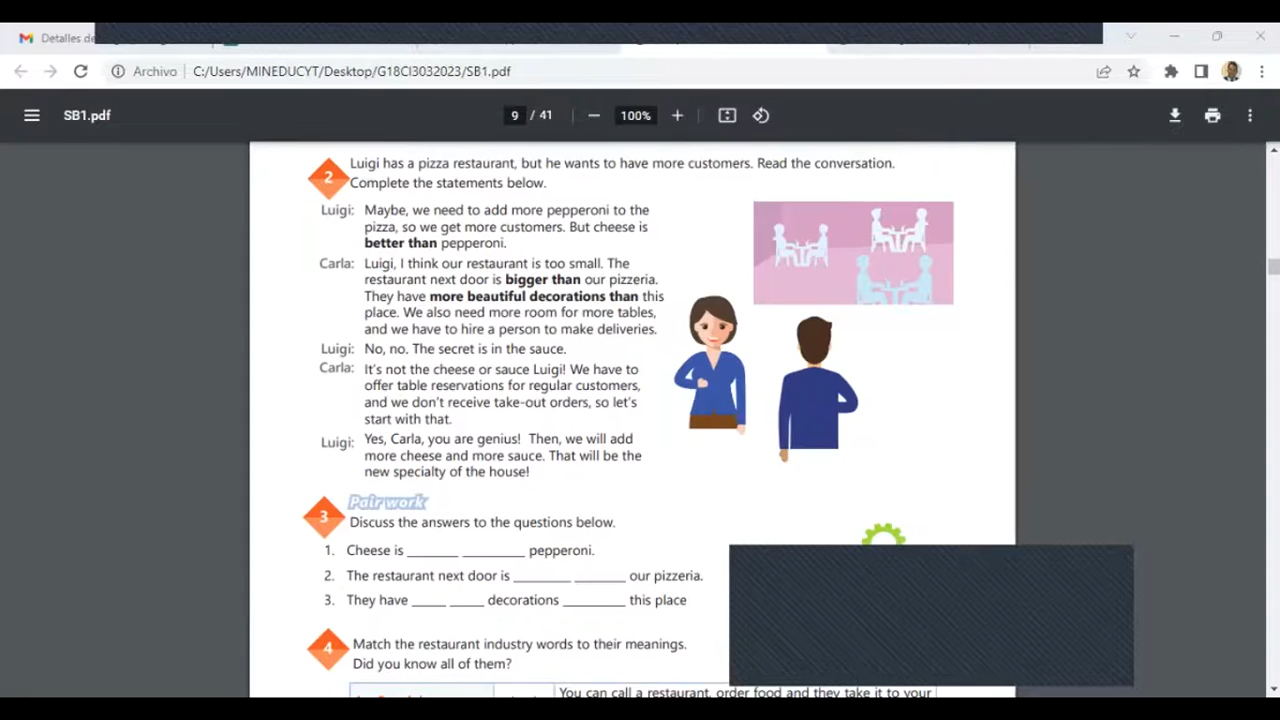 Detalles de
Archivo
C:/Users/MINEDUCYT/Desktop/G18CI3032023/SB1.pdf
SB1.pdf
9 / 41
100%
2
Luigi has a pizza restaurant, but he wants to have more customers. Read the conversation.
Complete the statements below.
Luigi: Maybe, we need to add more pepperoni to the
pizza, so we get more customers. But cheese is
better than pepperoni.
Carla: Luigi, I think our restaurant is too small. The
restaurant next door is bigger than our pizzeria.
They have more beautiful decorations than this
place. We also need more room for more tables,
and we have to hire a person to make deliveries.
Luigi: No, no. The secret is in the sauce.
Carla: It's not the cheese or sauce Luigi! We have to
offer table reservations for regular customers,
and we don't receive take-out orders, so let's
start with that.
Luigi: Yes, Carla, you are genius! Then, we will add
more cheese and more sauce. That will be the
new specialty of the house!
3
Pair work
Discuss the answers to the questions below.
1. Cheese is ______ ________ pepperoni.
2. The restaurant next door is _______ ______ our pizzeria.
3. They have ____ ____ decorations ________ this place
4
Match the restaurant industry words to their meanings.
Did you know all of them?
You can call a restaurant, order food and they take it to your